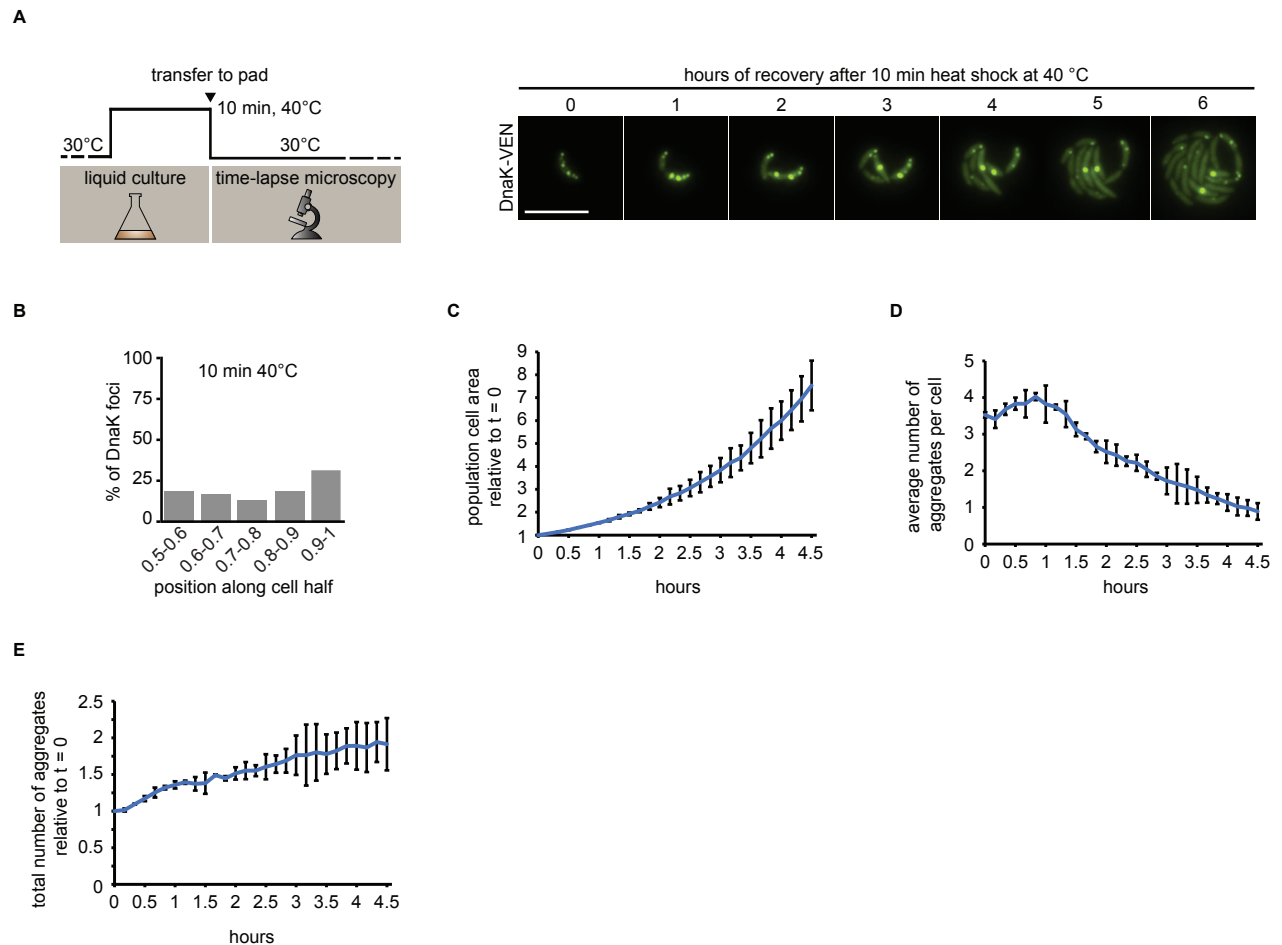 A
transfer to pad
10 min, 40°C
30°C
30°C
liquid culture
time-lapse microscopy
hours of recovery after 10 min heat shock at 40 °C
0 1 2 3 4 5 6
DnaK-VEN
B
10 min 40°C
% of DnaK foci
100
75
50
25
0
0.5-0.6 0.6-0.7 0.7-0.8 0.8-0.9 0.9-1
position along cell half
C
population cell area
relative to t = 0
9
8
7
6
5
4
3
2
1
0 0.5 1 1.5 2 2.5 3 3.5 4 4.5
hours
D
average number of
aggregates per cell
5
4
3
2
1
0
0 0.5 1 1.5 2 2.5 3 3.5 4 4.5
hours
E
total number of aggregates
relative to t = 0
2.5
2
1.5
1
0.5
0
0 0.5 1 1.5 2 2.5 3 3.5 4 4.5
hours